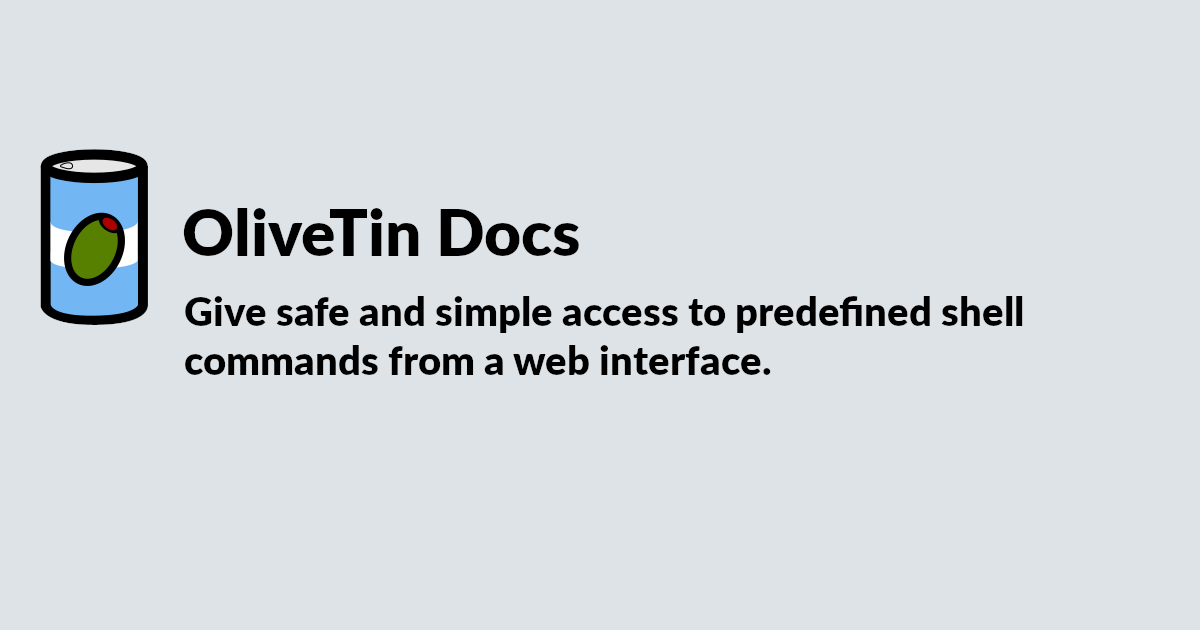 OliveTin Docs
Give safe and simple access to predefined shell
commands from a web interface.